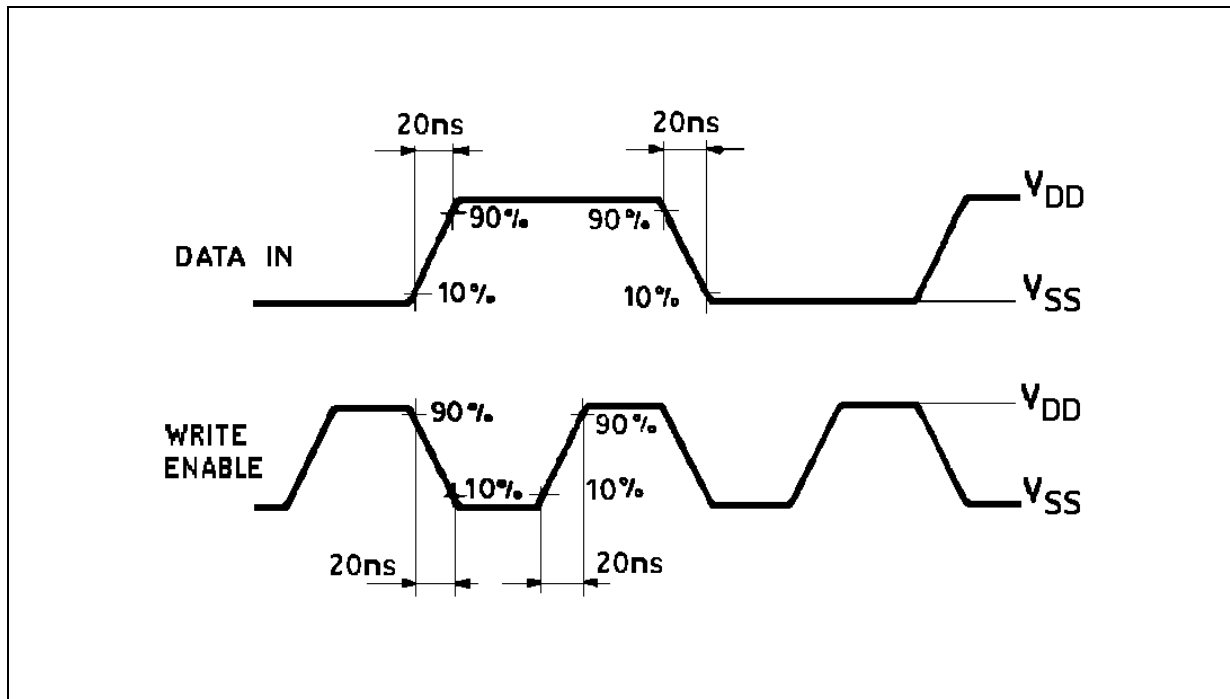 20ns 20ns
VDD
90% 90%
DATA IN
10% 10%
VSS
VDD
90% 90%
WRITE
ENABLE
10% 10%
VSS
20ns 20ns